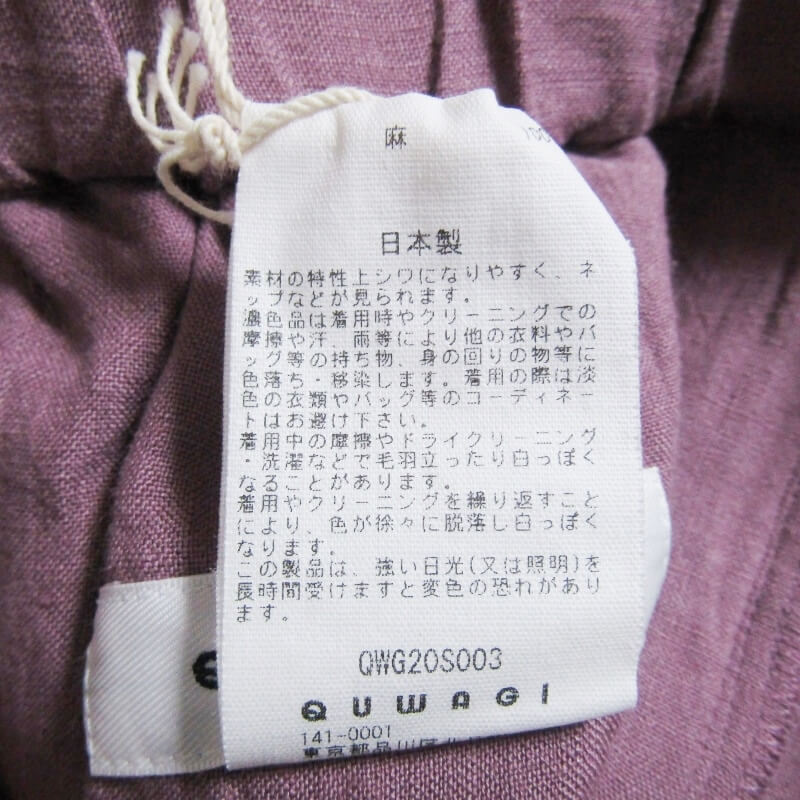 麻 100
日本製
素材の特性上シワになりやすく、ネ
ップなどが見られます。
濃色品は着用時やクリーニングでの
摩擦や汗、雨等により他の衣料やバ
ッグ等の持ち物、身の回りの物等に
色落ち・移染します。着用の際は淡
色の衣類やバッグ等のコーディネー
トはお避け下さい。
着用中の摩擦やドライクリーニング
・洗濯などで毛羽立ったり白っぽく
なることがあります。
着用やクリーニングを繰り返すこと
により、色が徐々に脱落し白っぽく
なります。
この製品は、強い日光(又は照明)を
長時間受けますと変色の恐れがあり
ます。
QWG20S003
QUWAGI
141-0001
東京都品川区北